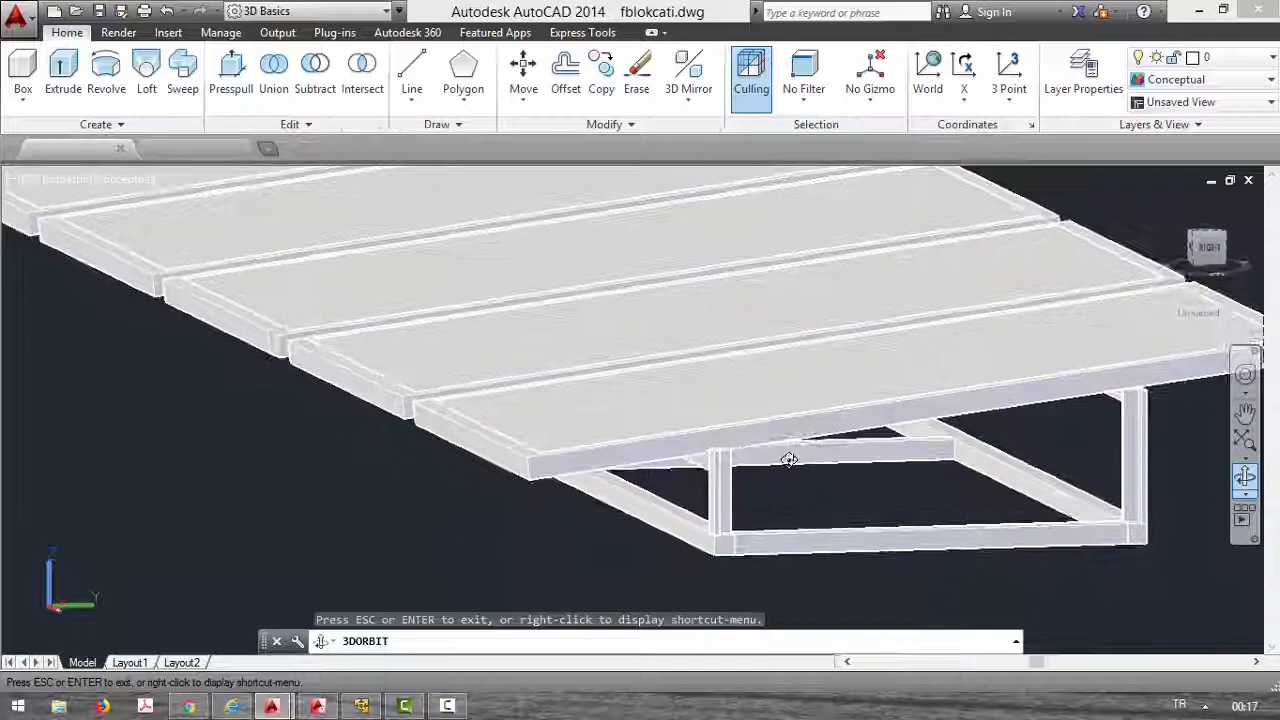 3D Basics
Autodesk AutoCAD 2014 fblokcati.dwg
Type a keyword or phrase
Sign In
Home Render Insert Manage Output Plug-ins Autodesk 360 Featured Apps Express Tools
Box Extrude Revolve Loft Sweep Presspull Union Subtract Intersect Line Polygon Move Offset Copy Erase 3D Mirror Culling No Filter No Gizmo World X 3 Point Layer Properties
0
Conceptual
Unsaved View
Create Edit Draw Modify Selection Coordinates Layers & View
RIGHT
Unnamed
Z
Y
Press ESC or ENTER to exit, or right-click to display shortcut-menu.
3DORBIT
Model Layout1 Layout2
Press ESC or ENTER to exit, or right-click to display shortcut-menu.
TR 00:17